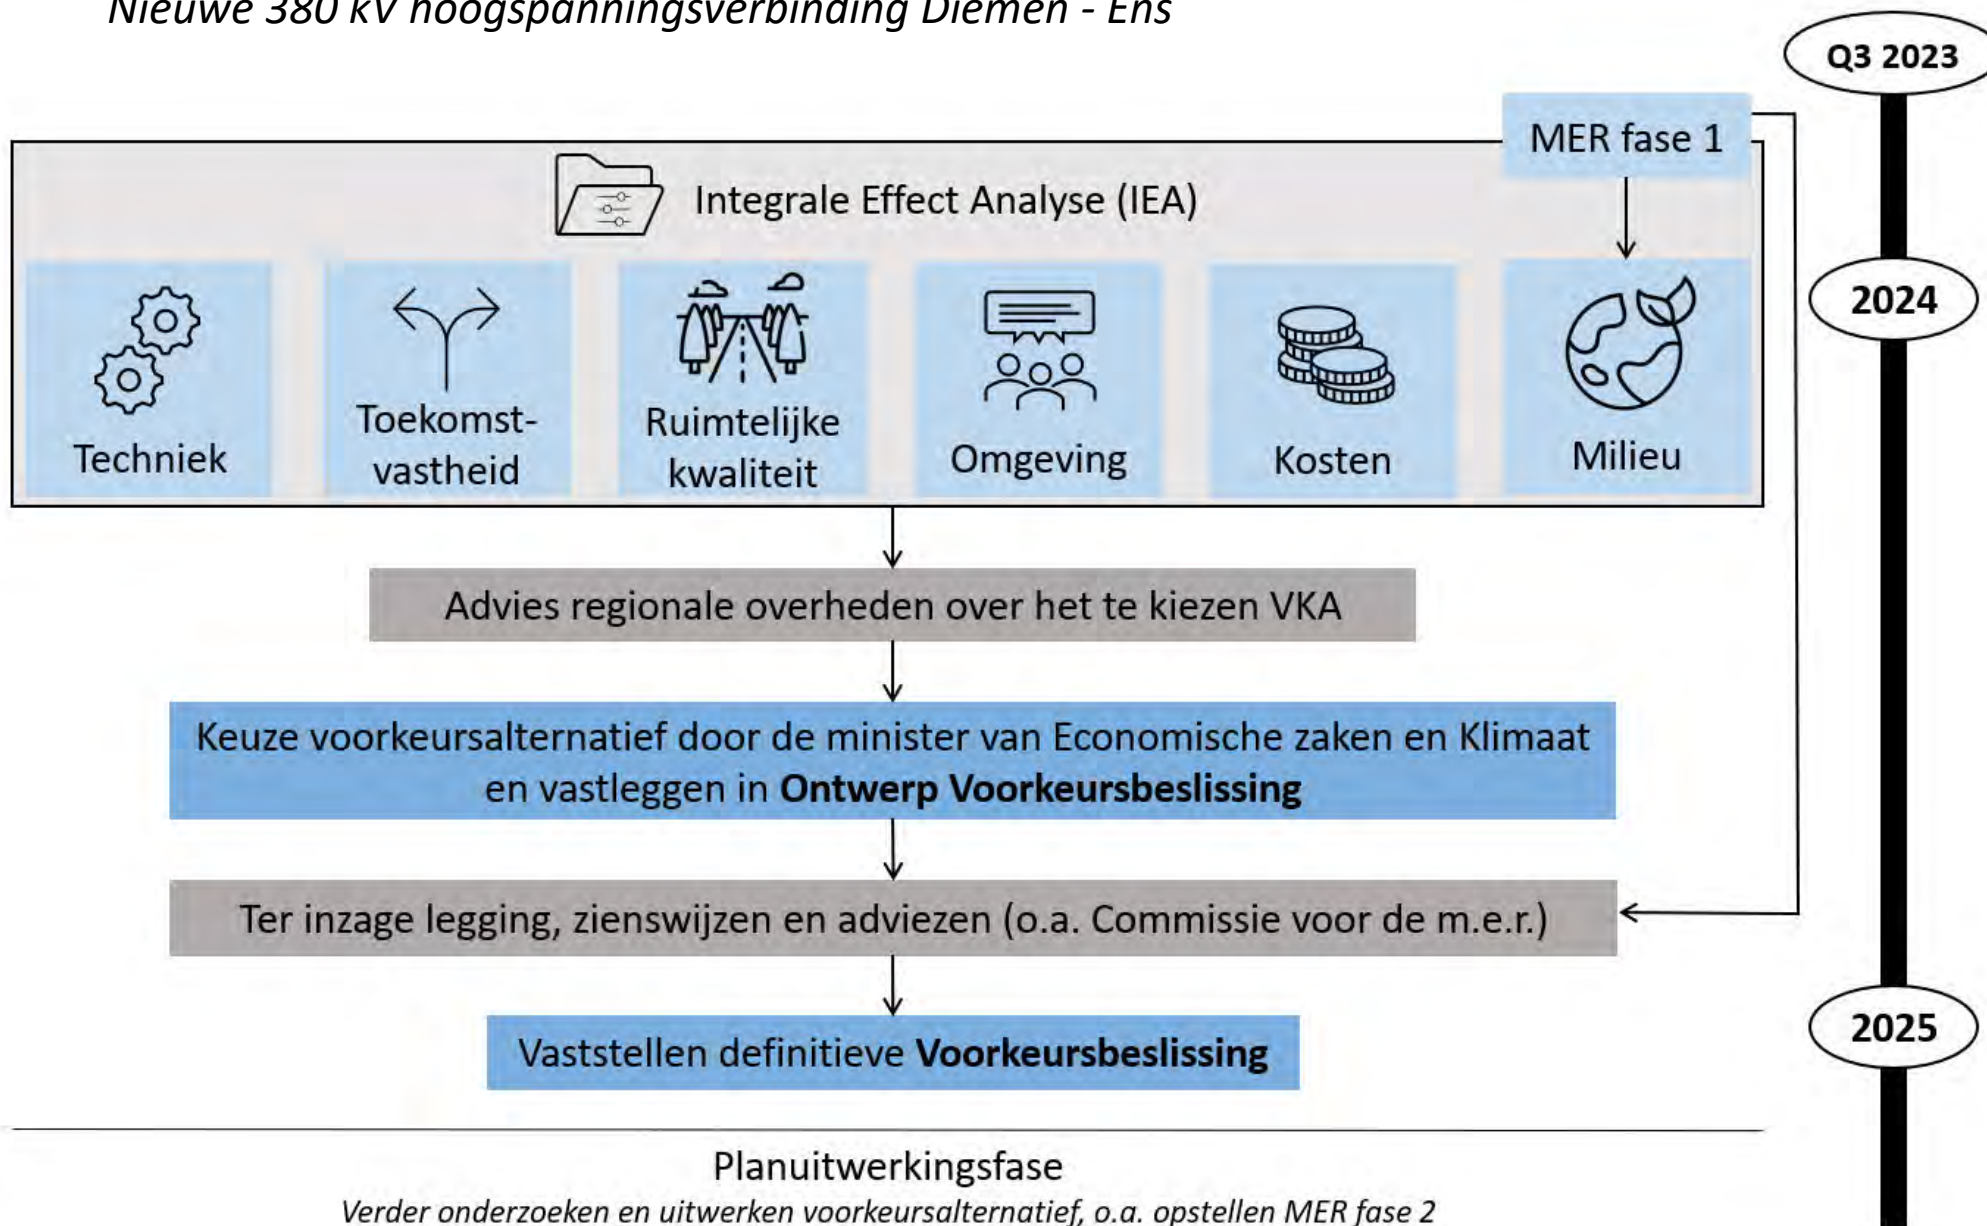 Nieuwe 380 kV hoogspanningsverbinding Diemen - Ens
Q3 2023
MER fase 1
Integrale Effect Analyse (IEA)
2024
Techniek
Toekomst-
vastheid
Ruimtelijke
kwaliteit
Omgeving
Kosten
Milieu
Advies regionale overheden over het te kiezen VKA
Keuze voorkeursalternatief door de minister van Economische zaken en Klimaat
en vastleggen in Ontwerp Voorkeursbeslissing
Ter inzage legging, zienswijzen en adviezen (o.a. Commissie voor de m.e.r.)
2025
Vaststellen definitieve Voorkeursbeslissing
Planuitwerkingsfase
Verder onderzoeken en uitwerken voorkeursalternatief, o.a. opstellen MER fase 2